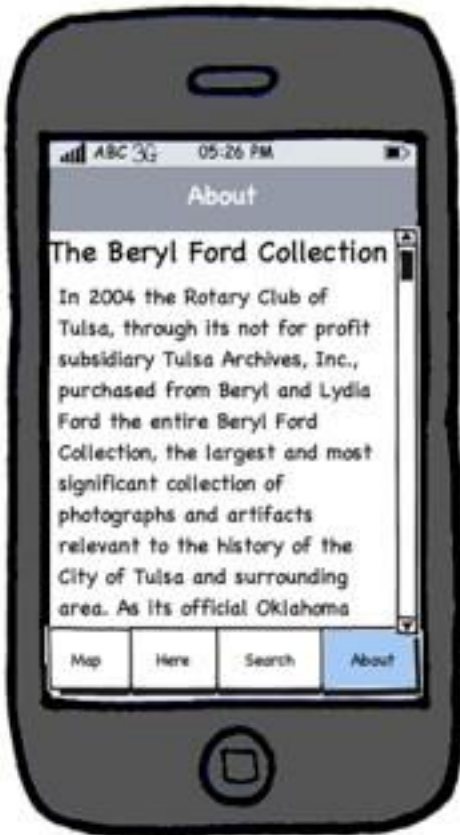 ABC 3G 05:26 PM
About
The Beryl Ford Collection
In 2004 the Rotary Club of
Tulsa, through its not for profit
subsidiary Tulsa Archives, Inc.,
purchased from Beryl and Lydia
Ford the entire Beryl Ford
Collection, the largest and most
significant collection of
photographs and artifacts
relevant to the history of the
City of Tulsa and surrounding
area. As its official Oklahoma
Map Here Search About